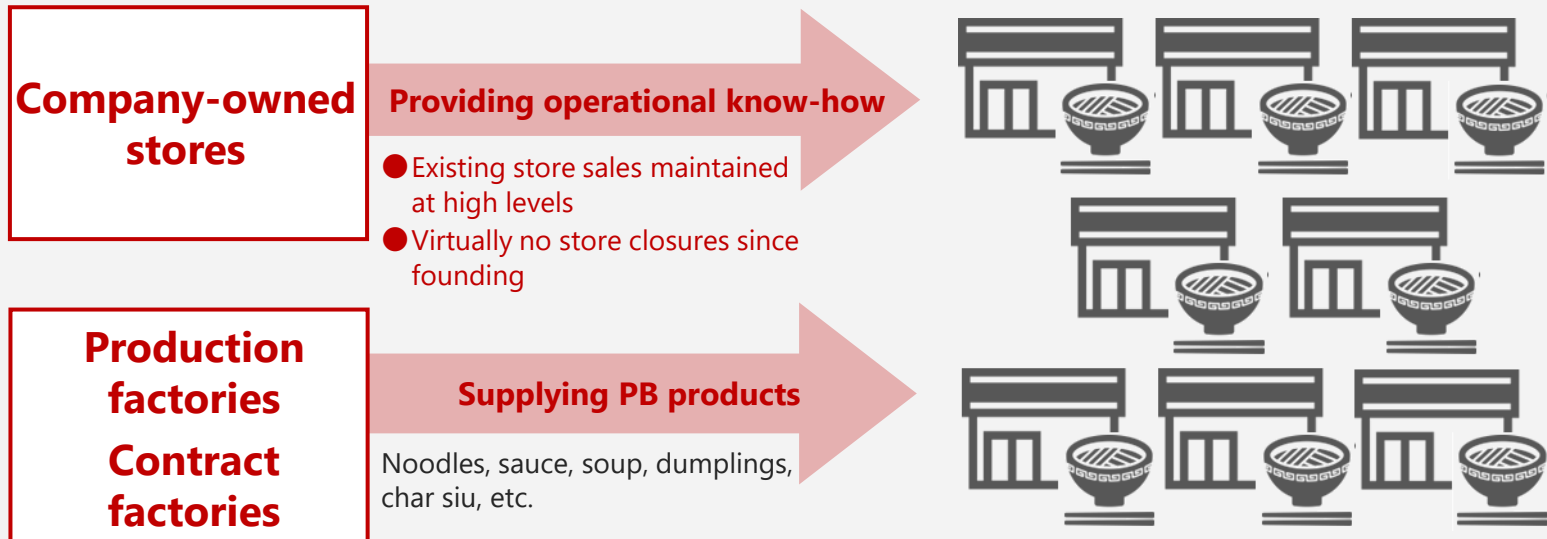 Company-owned
stores
Providing operational know-how
●Existing store sales maintained
at high levels
●Virtually no store closures since
founding
Production
factories
Contract
factories
Supplying PB products
Noodles, sauce, soup, dumplings,
char siu, etc.